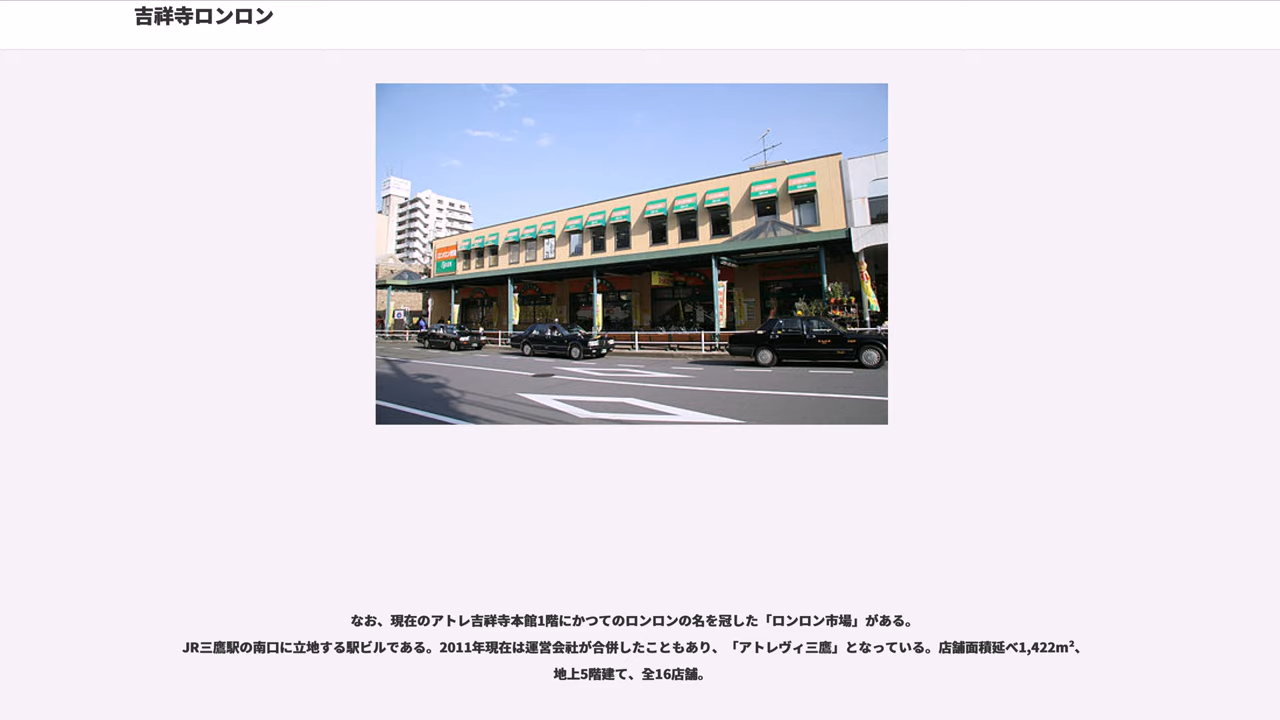 吉祥寺ロンロン
なお、現在のアトレ吉祥寺本館1階にかつてのロンロンの名を冠した「ロンロン市場」がある。
JR三鷹駅の南口に立地する駅ビルである。2011年現在は運営会社が合併したこともあり、「アトレヴィ三鷹」となっている。店舗面積延べ1,422m²、
地上5階建て、全16店舗。